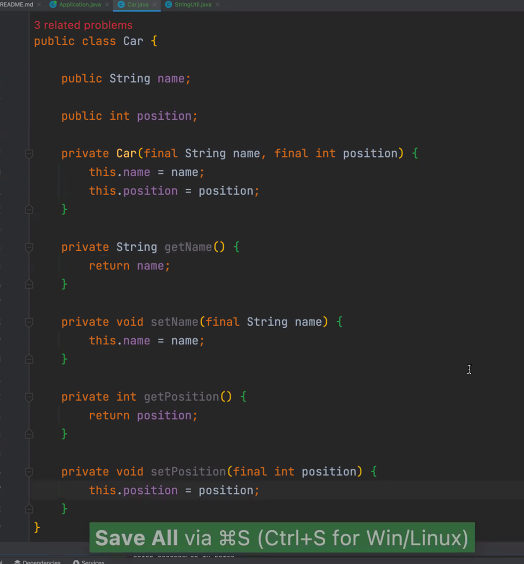 README.md Application.java Car.java StringUtil.java
3 related problems
public class Car {
public String name;
public int position;
private Car(final String name, final int position) {
this.name = name;
this.position = position;
}
private String getName() {
return name;
}
private void setName(final String name) {
this.name = name;
}
private int getPosition() {
return position;
}
private void setPosition(final int position) {
this.position = position;
}
}
Save All via ⌘S (Ctrl+S for Win/Linux)
Dependencies Services